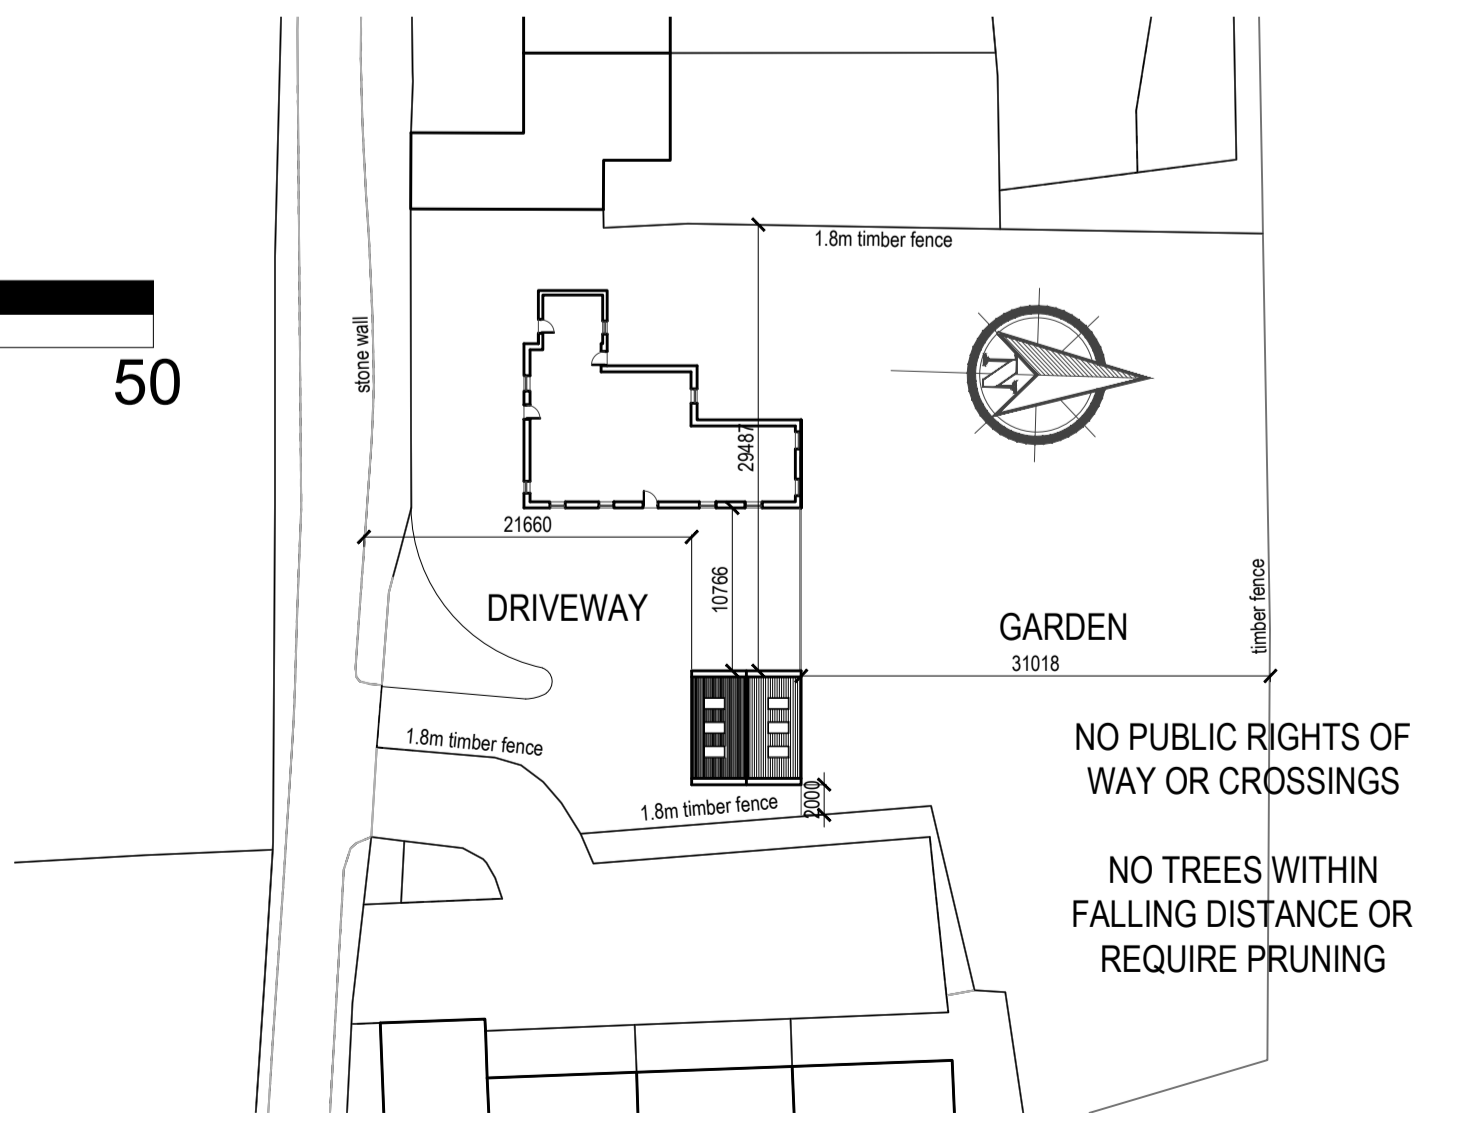 1.8m timber fence
50
stone wall
N
29487
21660
DRIVEWAY
10766
GARDEN
31018
timber fence
1.8m timber fence
1.8m timber fence
2000
NO PUBLIC RIGHTS OF
WAY OR CROSSINGS
NO TREES WITHIN
FALLING DISTANCE OR
REQUIRE PRUNING